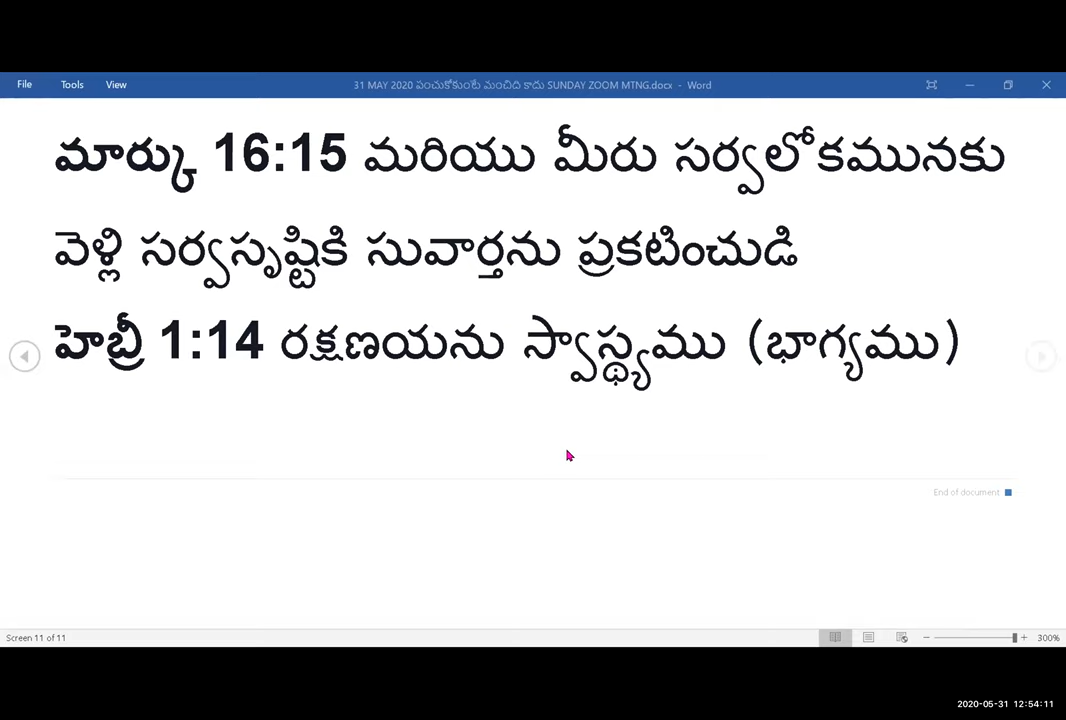 File Tools View 31 MAY 2020 పంచుకోకుంటే మంచిది కాదు SUNDAY ZOOM MTNG.docx - Word
మార్కు 16:15 మరియు మీరు సర్వలోకమునకు
వెళ్లి సర్వసృష్టికి సువార్తను ప్రకటించుడి
హెబ్రీ 1:14 రక్షణయను స్వాస్థ్యము (భాగ్యము)
End of document
Screen 11 of 11 300%
2020-05-31 12:54:11